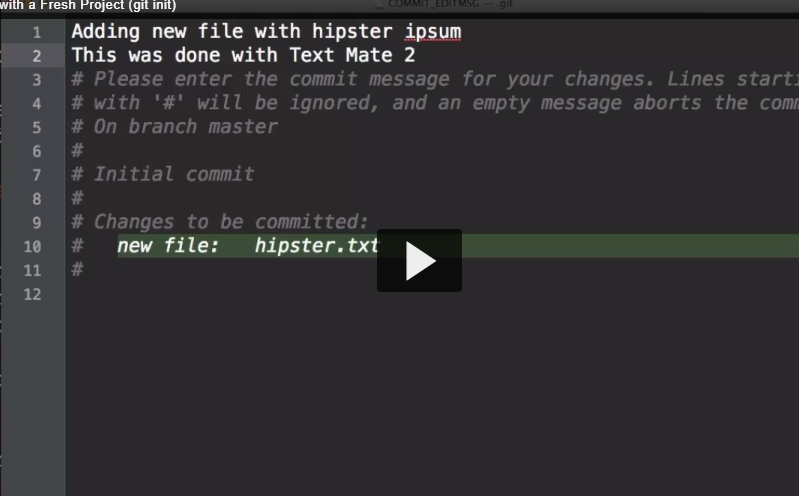 with a Fresh Project (git init)
COMMIT_EDITMSG — .git
1 Adding new file with hipster ipsum
2 This was done with Text Mate 2
3 # Please enter the commit message for your changes. Lines starti
4 # with '#' will be ignored, and an empty message aborts the comm
5 # On branch master
6 #
7 # Initial commit
8 #
9 # Changes to be committed:
10 # new file: hipster.txt
11 #
12